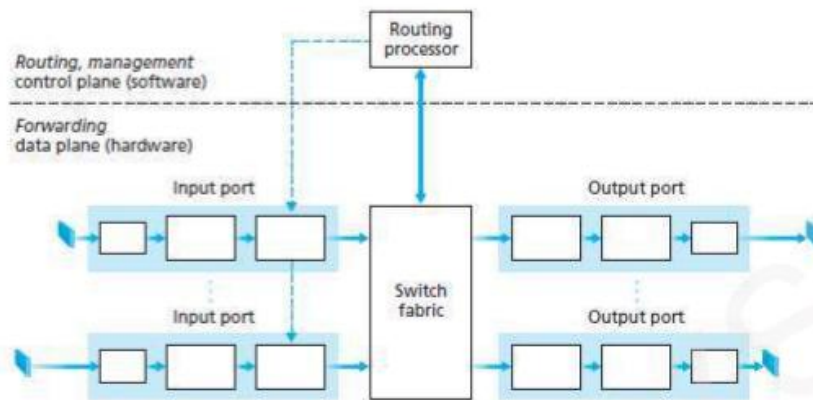 Routing
processor
Routing, management
control plane (software)
Forwarding
data plane (hardware)
Input port
Output port
Switch
fabric
Input port
Output port